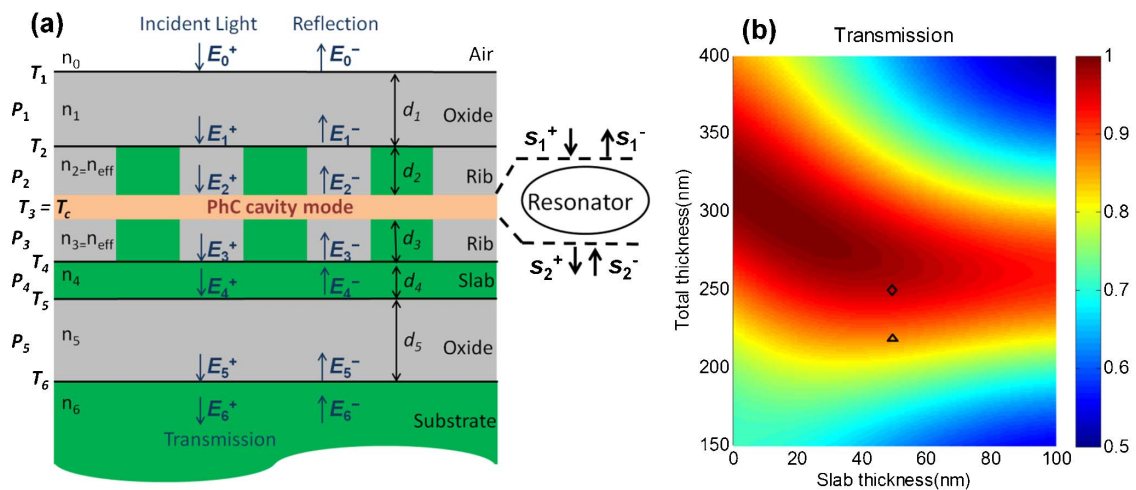 (a)
Incident Light
Reflection
E0+
E0−
Air
n0
T1
P1
n1
d1
Oxide
E1+
E1−
T2
P2
n2=neff
d2
E2+
E2−
Rib
T3 = Tc
PhC cavity mode
P3
n3=neff
d3
Rib
E3+
E3−
T4
P4
n4
E4+
E4−
d4
Slab
T5
P5
n5
d5
Oxide
E5+
E5−
T6
n6
E6+
E6−
Substrate
Transmission
s1+
s1−
Resonator
s2+
s2−
(b)
Transmission
400
350
300
250
200
150
Total thickness(nm)
0
20
40
60
80
100
Slab thickness(nm)
1
0.9
0.8
0.7
0.6
0.5